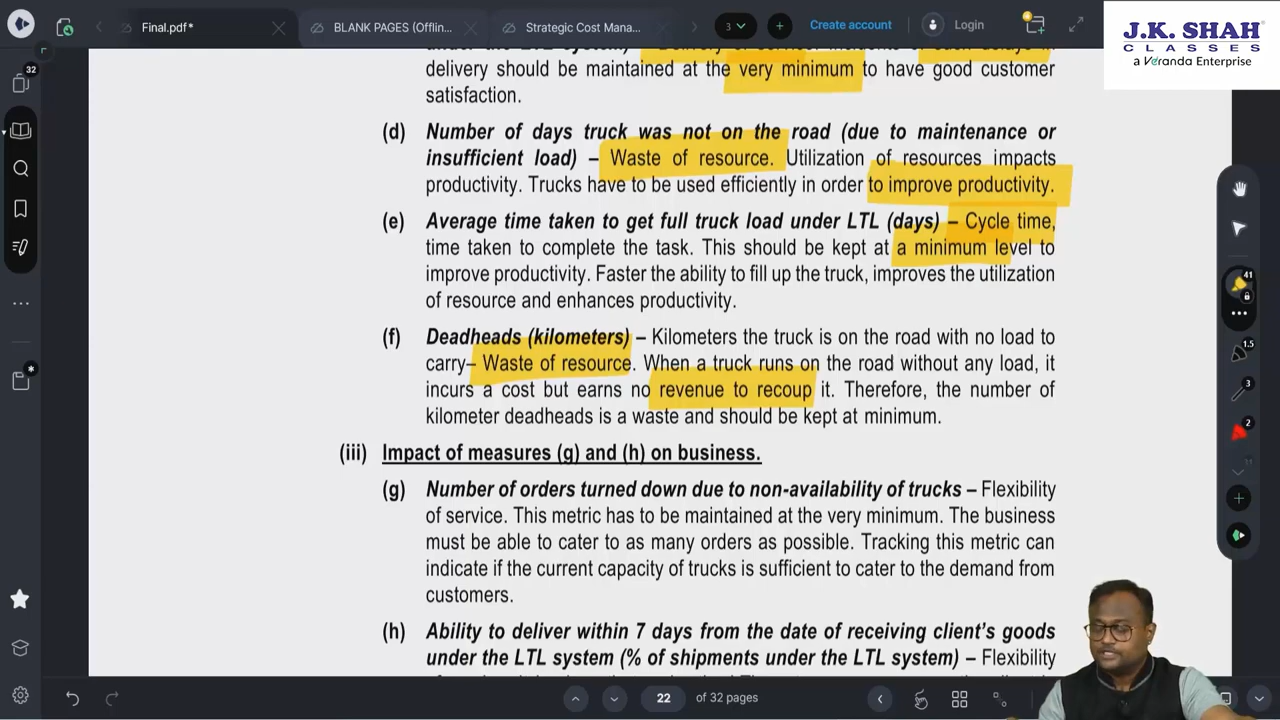 Final.pdf*
BLANK PAGES (Offlin...
Strategic Cost Mana...
3
Create account
Login
J.K. SHAH
CLASSES
a Veranda Enterprise
32
delivery should be maintained at the very minimum to have good customer
satisfaction.
(d) Number of days truck was not on the road (due to maintenance or
insufficient load) – Waste of resource. Utilization of resources impacts
productivity. Trucks have to be used efficiently in order to improve productivity.
(e) Average time taken to get full truck load under LTL (days) – Cycle time,
time taken to complete the task. This should be kept at a minimum level to
improve productivity. Faster the ability to fill up the truck, improves the utilization
of resource and enhances productivity.
(f) Deadheads (kilometers) – Kilometers the truck is on the road with no load to
carry– Waste of resource. When a truck runs on the road without any load, it
incurs a cost but earns no revenue to recoup it. Therefore, the number of
kilometer deadheads is a waste and should be kept at minimum.
(iii) Impact of measures (g) and (h) on business.
(g) Number of orders turned down due to non-availability of trucks – Flexibility
of service. This metric has to be maintained at the very minimum. The business
must be able to cater to as many orders as possible. Tracking this metric can
indicate if the current capacity of trucks is sufficient to cater to the demand from
customers.
(h) Ability to deliver within 7 days from the date of receiving client's goods
under the LTL system (% of shipments under the LTL system) – Flexibility
41
1.5
3
2
22 of 32 pages